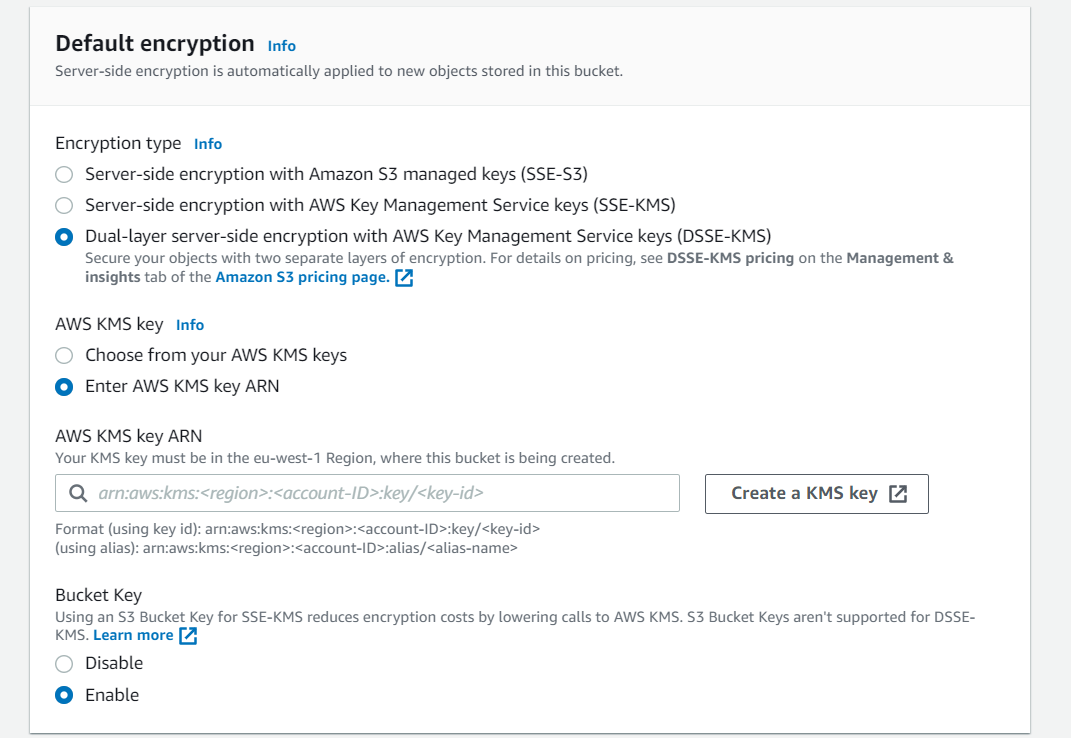 Default encryption Info
Server-side encryption is automatically applied to new objects stored in this bucket.
Encryption type Info
Server-side encryption with Amazon S3 managed keys (SSE-S3)
Server-side encryption with AWS Key Management Service keys (SSE-KMS)
Dual-layer server-side encryption with AWS Key Management Service keys (DSSE-KMS)
Secure your objects with two separate layers of encryption. For details on pricing, see DSSE-KMS pricing on the Management &
insights tab of the Amazon S3 pricing page.
AWS KMS key Info
Choose from your AWS KMS keys
Enter AWS KMS key ARN
AWS KMS key ARN
Your KMS key must be in the eu-west-1 Region, where this bucket is being created.
arn:aws:kms:<region>:<account-ID>:key/<key-id>
Create a KMS key
Format (using key id): arn:aws:kms:<region>:<account-ID>:key/<key-id>
(using alias): arn:aws:kms:<region>:<account-ID>:alias/<alias-name>
Bucket Key
Using an S3 Bucket Key for SSE-KMS reduces encryption costs by lowering calls to AWS KMS. S3 Bucket Keys aren't supported for DSSE-
KMS. Learn more
Disable
Enable